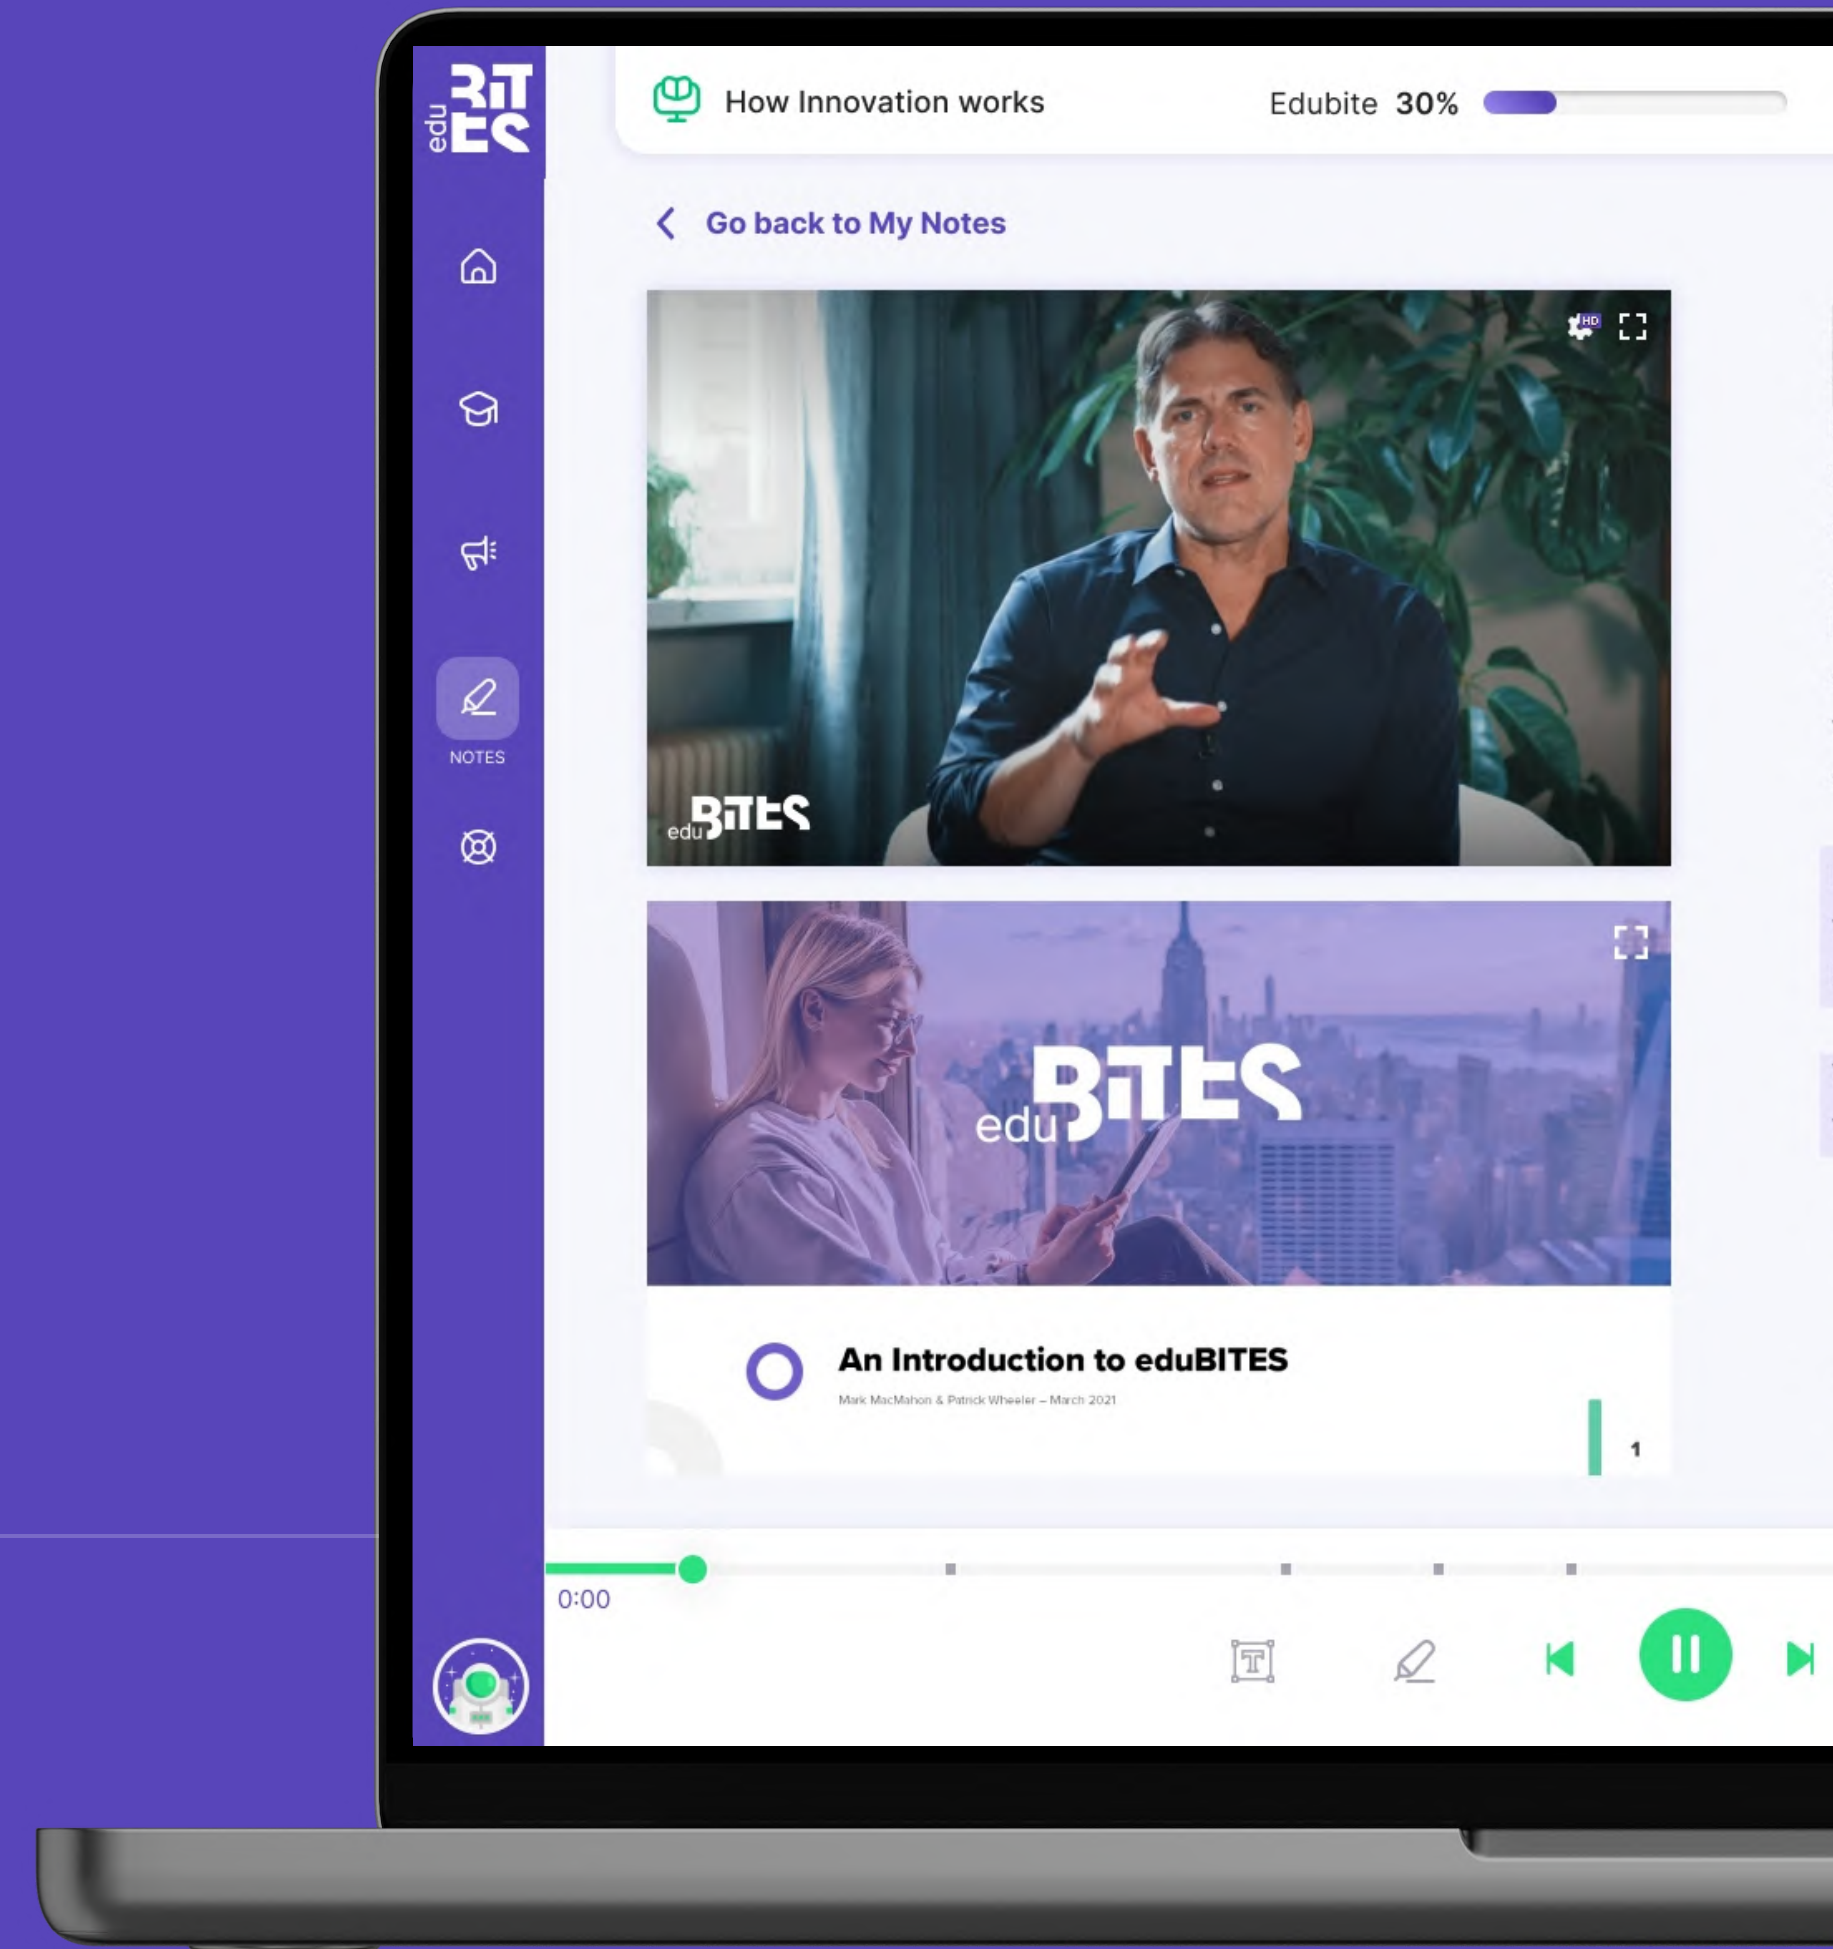 edu
BITES
How Innovation works
Edubite 30%
Go back to My Notes
HD
NOTES
edu BITES
edu BITES
An Introduction to eduBITES
Mark MacMahon & Patrick Wheeler – March 2021
1
0:00
T